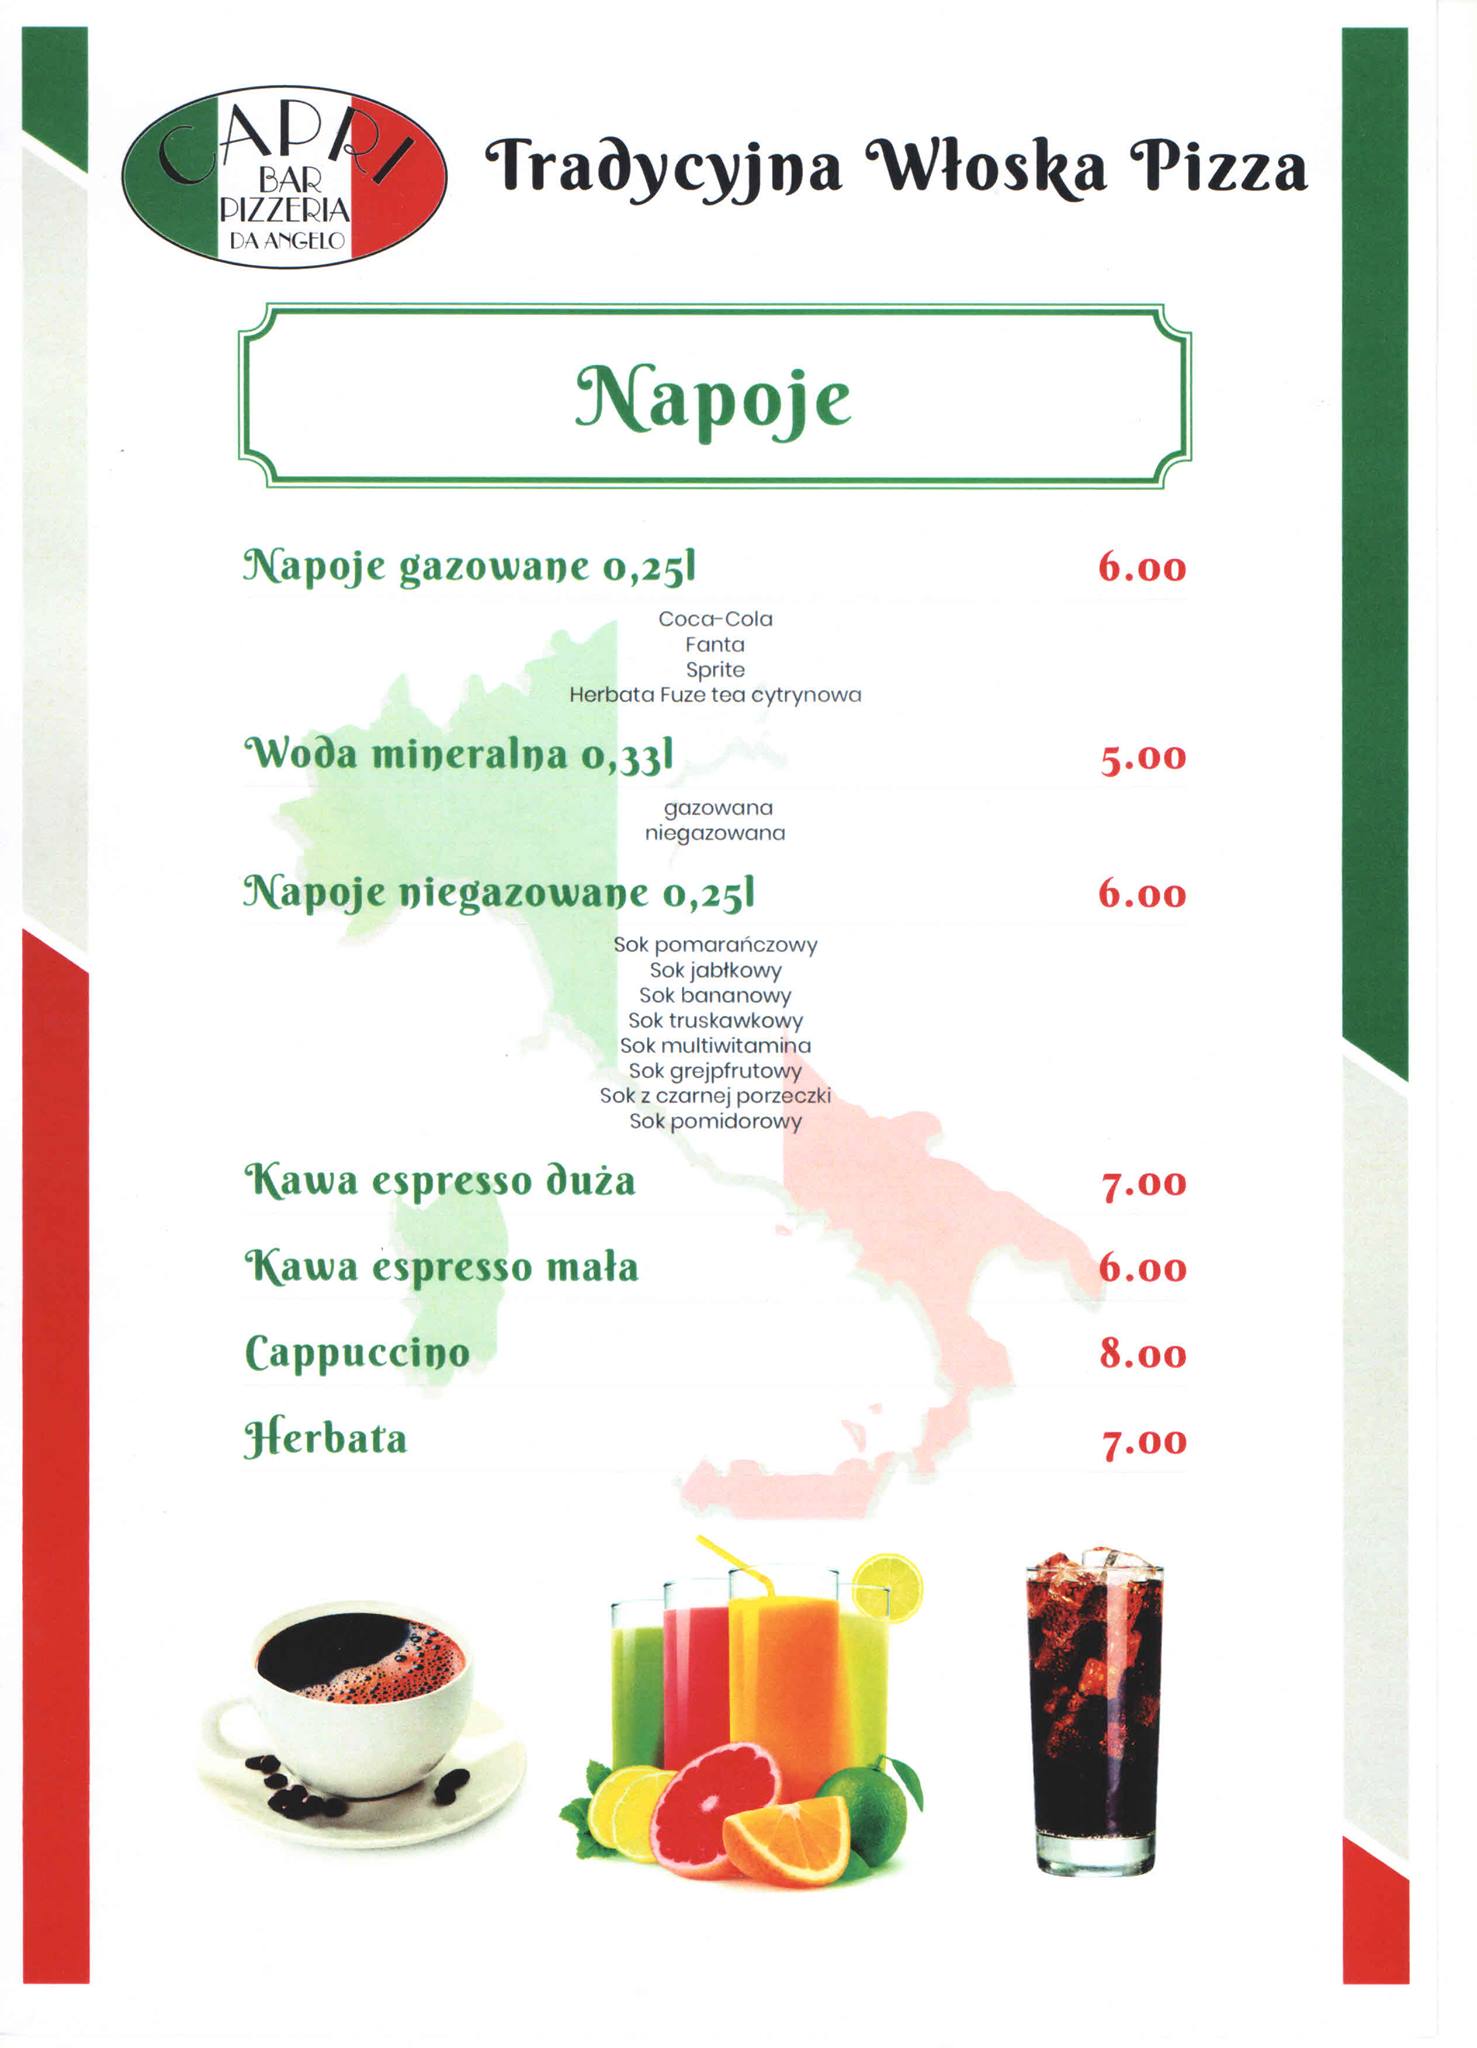 CAPRI
BAR
PIZZERIA
DA ANGELO
Tradycyjna Włoska Pizza
Napoje
Napoje gazowane 0,25l 6.00
Coca-Cola
Fanta
Sprite
Herbata Fuze tea cytrynowa
Woda mineralna 0,33l 5.00
gazowana
niegazowana
Napoje niegazowane 0,25l 6.00
Sok pomarańczowy
Sok jabłkowy
Sok bananowy
Sok truskawkowy
Sok multiwitamina
Sok grejpfrutowy
Sok z czarnej porzeczki
Sok pomidorowy
Kawa espresso duża 7.00
Kawa espresso mała 6.00
Cappuccino 8.00
Herbata 7.00